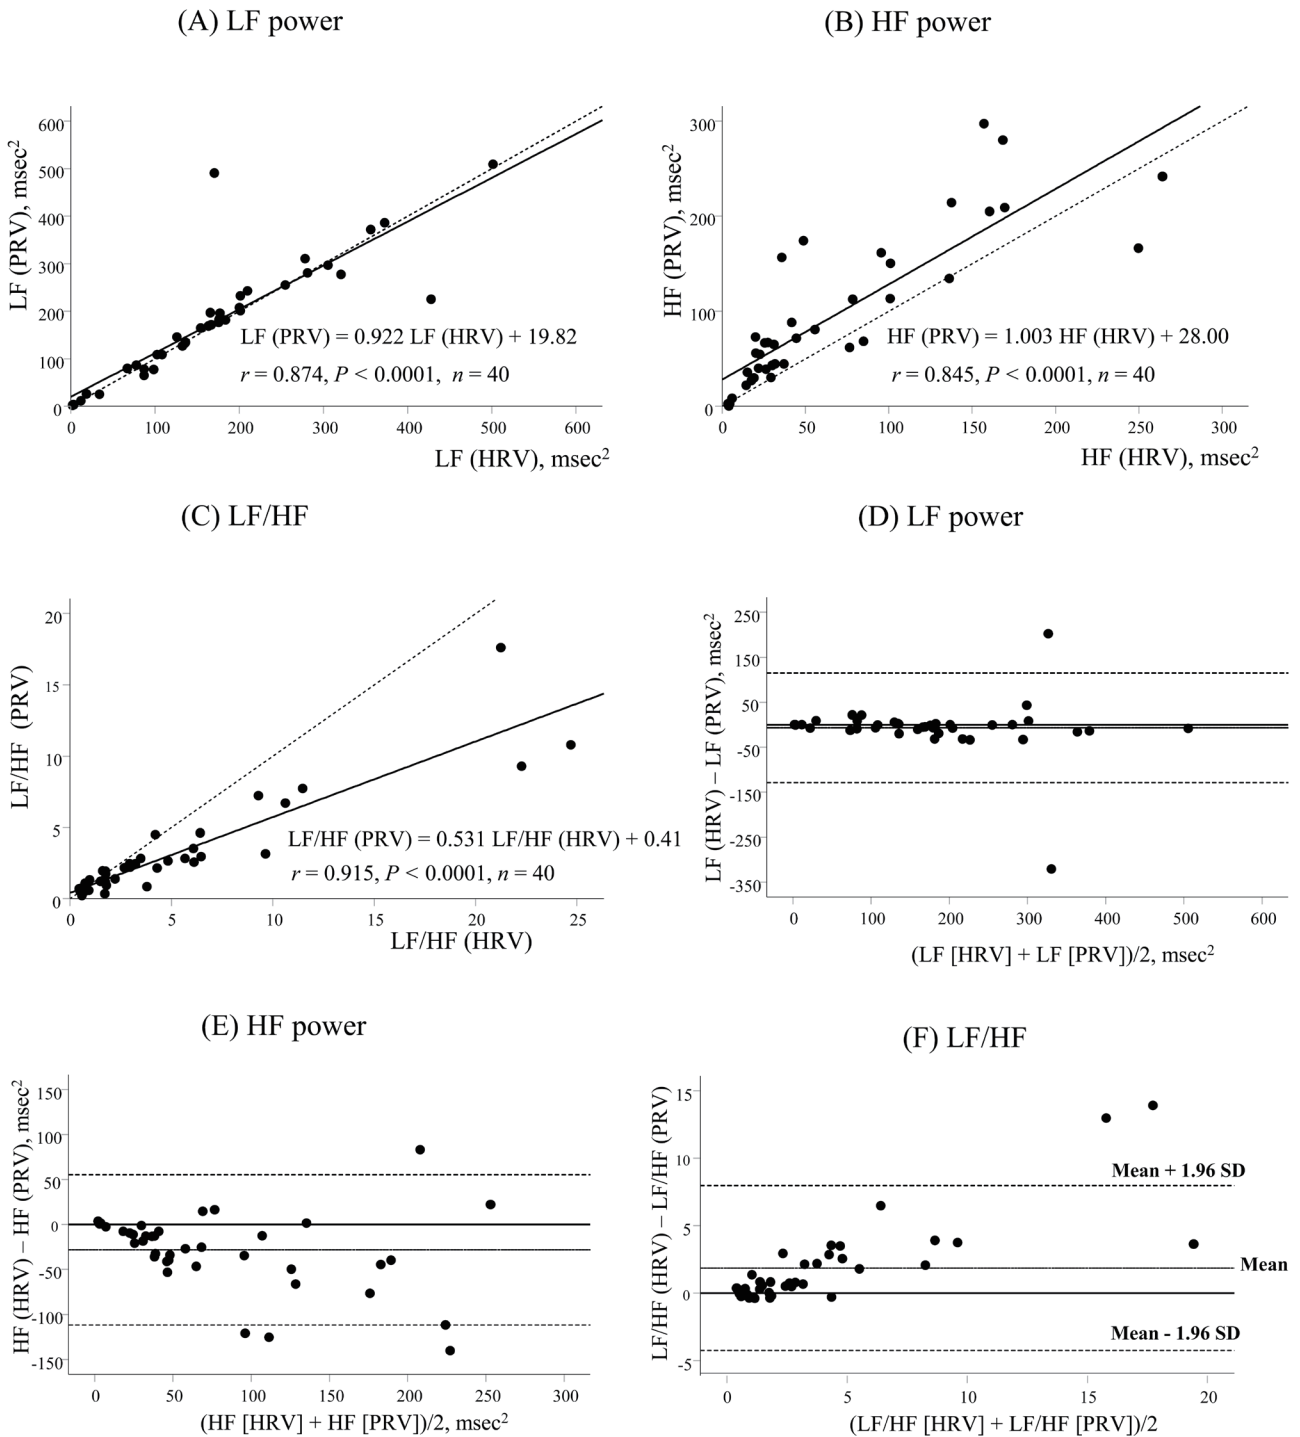 (A) LF power
LF (PRV), msec²
600
500
400
300
200
100
0
LF (PRV) = 0.922 LF (HRV) + 19.82
r = 0.874, P < 0.0001, n = 40
0 100 200 300 400 500 600
LF (HRV), msec²
(B) HF power
HF (PRV), msec²
300
200
100
0
HF (PRV) = 1.003 HF (HRV) + 28.00
r = 0.845, P < 0.0001, n = 40
0 50 100 150 200 250 300
HF (HRV), msec²
(C) LF/HF
LF/HF (PRV)
20
15
10
5
0
LF/HF (PRV) = 0.531 LF/HF (HRV) + 0.41
r = 0.915, P < 0.0001, n = 40
0 5 10 15 20 25
LF/HF (HRV)
(D) LF power
LF (HRV) − LF (PRV), msec²
250
150
50
-50
-150
-250
-350
0 100 200 300 400 500 600
(LF [HRV] + LF [PRV])/2, msec²
(E) HF power
HF (HRV) − HF (PRV), msec²
150
100
50
0
-50
-100
-150
0 50 100 150 200 250 300
(HF [HRV] + HF [PRV])/2, msec²
(F) LF/HF
LF/HF (HRV) − LF/HF (PRV)
15
10
5
0
-5
Mean + 1.96 SD
Mean
Mean - 1.96 SD
0 5 10 15 20
(LF/HF [HRV] + LF/HF [PRV])/2